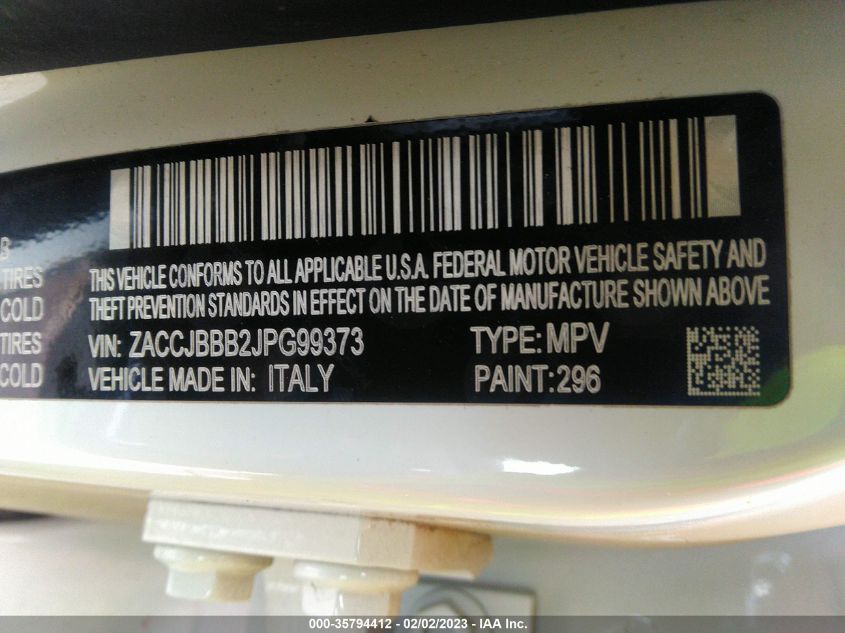 B
TIRES
COLD
TIRES
COLD
THIS VEHICLE CONFORMS TO ALL APPLICABLE U.S.A. FEDERAL MOTOR VEHICLE SAFETY AND
THEFT PREVENTION STANDARDS IN EFFECT ON THE DATE OF MANUFACTURE SHOWN ABOVE
VIN: ZACCJBBB2JPG99373 TYPE: MPV
VEHICLE MADE IN: ITALY PAINT: 296
000-35794412 - 02/02/2023 - IAA Inc.